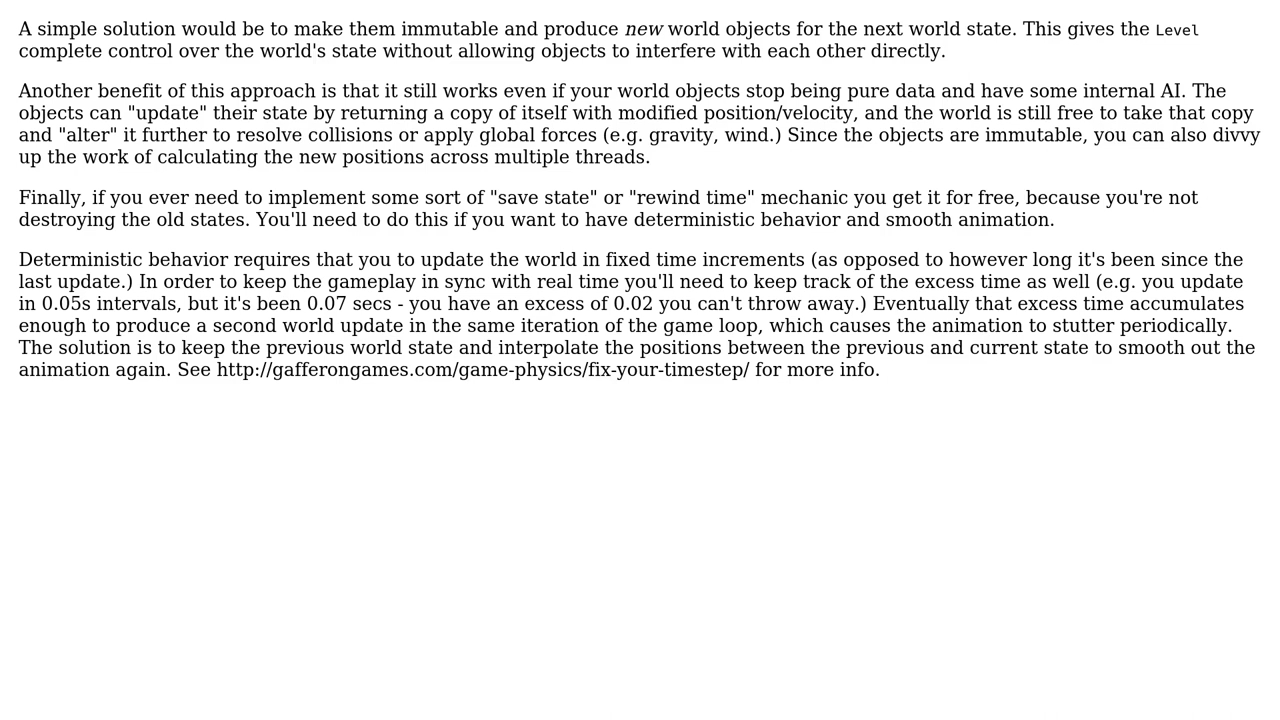 A simple solution would be to make them immutable and produce new world objects for the next world state. This gives the Level
complete control over the world's state without allowing objects to interfere with each other directly.
Another benefit of this approach is that it still works even if your world objects stop being pure data and have some internal AI. The
objects can "update" their state by returning a copy of itself with modified position/velocity, and the world is still free to take that copy
and "alter" it further to resolve collisions or apply global forces (e.g. gravity, wind.) Since the objects are immutable, you can also divvy
up the work of calculating the new positions across multiple threads.
Finally, if you ever need to implement some sort of "save state" or "rewind time" mechanic you get it for free, because you're not
destroying the old states. You'll need to do this if you want to have deterministic behavior and smooth animation.
Deterministic behavior requires that you to update the world in fixed time increments (as opposed to however long it's been since the
last update.) In order to keep the gameplay in sync with real time you'll need to keep track of the excess time as well (e.g. you update
in 0.05s intervals, but it's been 0.07 secs - you have an excess of 0.02 you can't throw away.) Eventually that excess time accumulates
enough to produce a second world update in the same iteration of the game loop, which causes the animation to stutter periodically.
The solution is to keep the previous world state and interpolate the positions between the previous and current state to smooth out the
animation again. See http://gafferongames.com/game-physics/fix-your-timestep/ for more info.